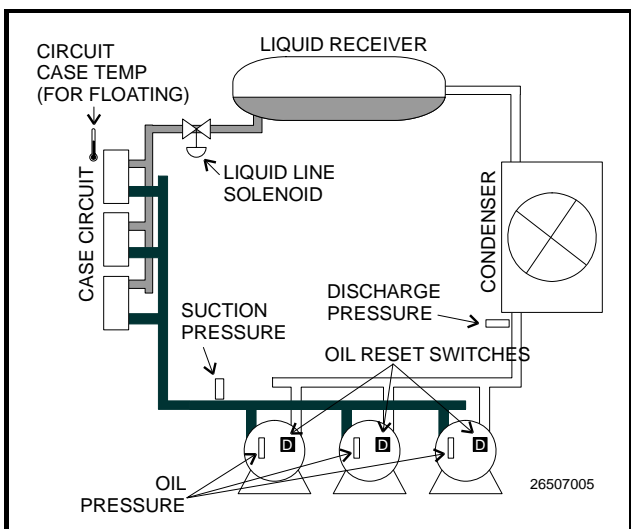 CIRCUIT
CASE TEMP
(FOR FLOATING)
LIQUID RECEIVER
LIQUID LINE
SOLENOID
CASE CIRCUIT
CONDENSER
SUCTION
PRESSURE
DISCHARGE
PRESSURE
OIL RESET SWITCHES
D
D
D
OIL
PRESSURE
26507005